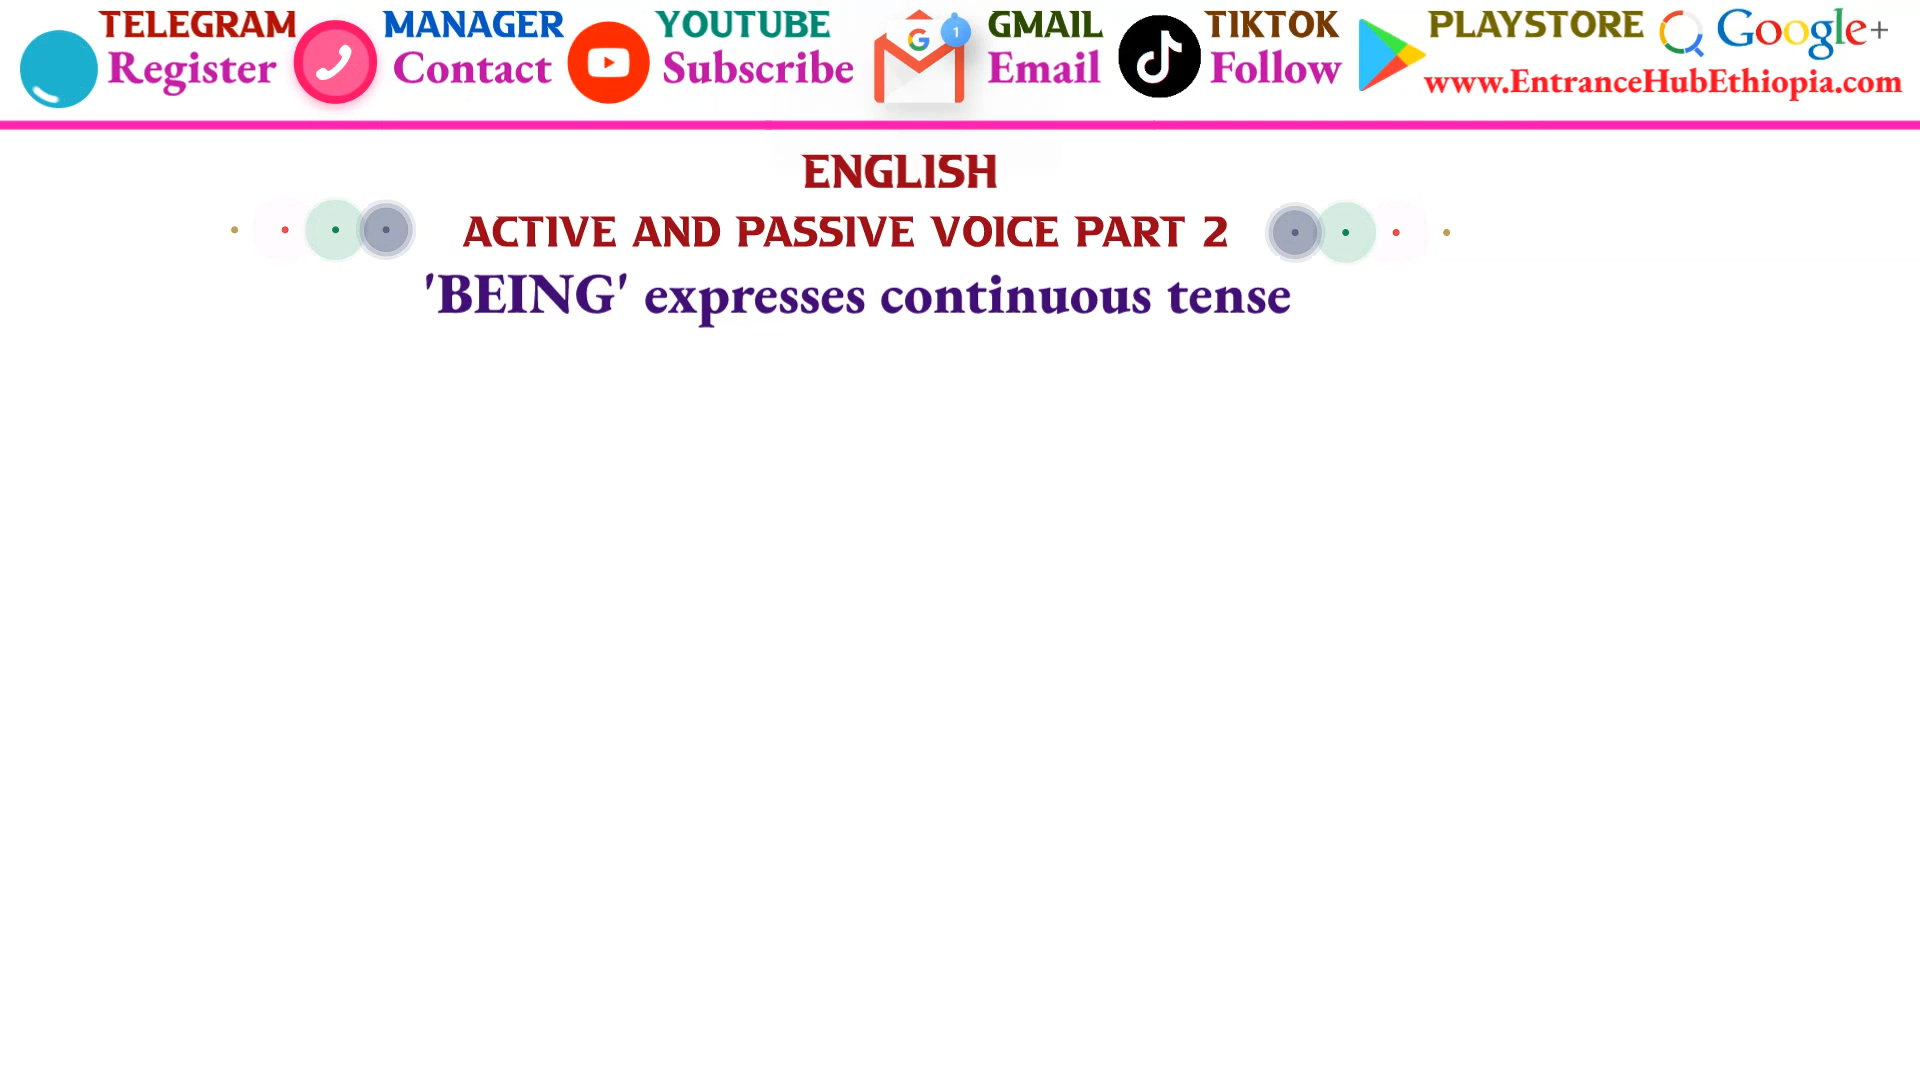 TELEGRAM MANAGER YOUTUBE GMAIL TIKTOK PLAYSTORE Google+
Register Contact Subscribe G 1 Email Follow www.EntranceHubEthiopia.com
ENGLISH
ACTIVE AND PASSIVE VOICE PART 2
'BEING' expresses continuous tense